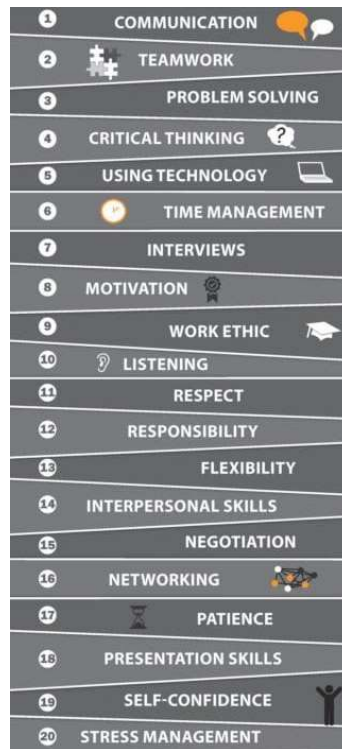 1 COMMUNICATION
2 TEAMWORK
3 PROBLEM SOLVING
4 CRITICAL THINKING ?
5 USING TECHNOLOGY
6 TIME MANAGEMENT
7 INTERVIEWS
8 MOTIVATION
9 WORK ETHIC
10 LISTENING
11 RESPECT
12 RESPONSIBILITY
13 FLEXIBILITY
14 INTERPERSONAL SKILLS
15 NEGOTIATION
16 NETWORKING
17 PATIENCE
18 PRESENTATION SKILLS
19 SELF-CONFIDENCE
20 STRESS MANAGEMENT